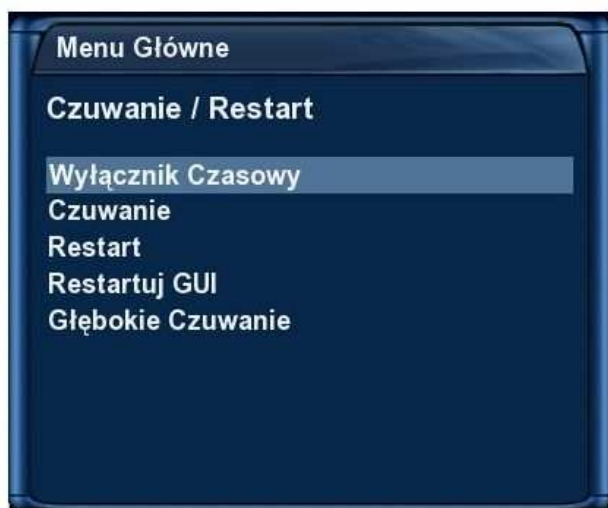 Menu Główne
Czuwanie / Restart
Wyłącznik Czasowy
Czuwanie
Restart
Restartuj GUI
Głębokie Czuwanie